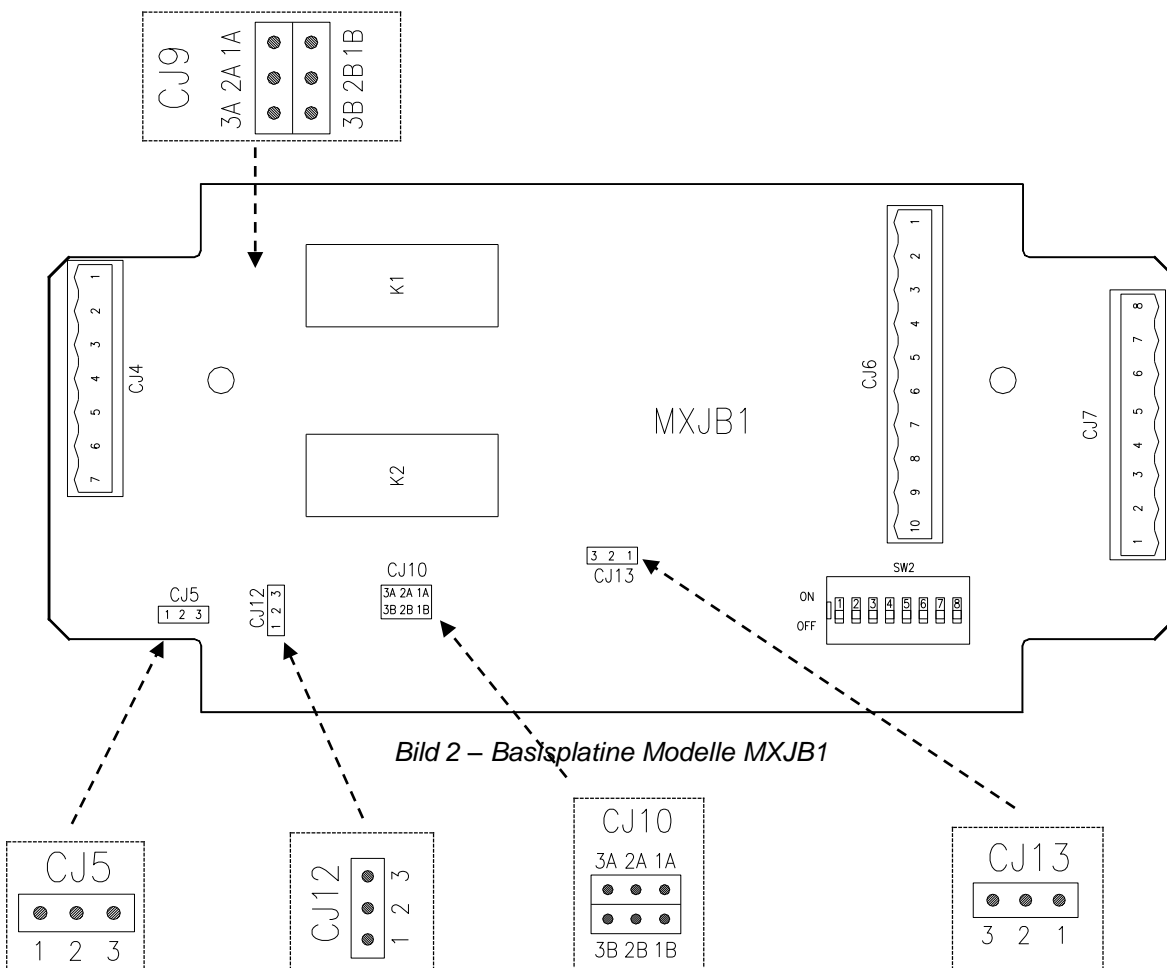 CJ9
3A 2A 1A
3B 2B 1B
K1
K2
MXJB1
1
2
3
4
5
6
7
CJ4
CJ6
1
2
3
4
5
6
7
8
9
10
CJ7
8
7
6
5
4
3
2
1
CJ5
1 2 3
CJ12
1 2 3
CJ10
3A 2A 1A
3B 2B 1B
3 2 1
CJ13
SW2
ON
OFF
1 2 3 4 5 6 7 8
Bild 2 – Basisplatine Modelle MXJB1
CJ5
1 2 3
CJ12
1 2 3
CJ10
3A 2A 1A
3B 2B 1B
CJ13
3 2 1